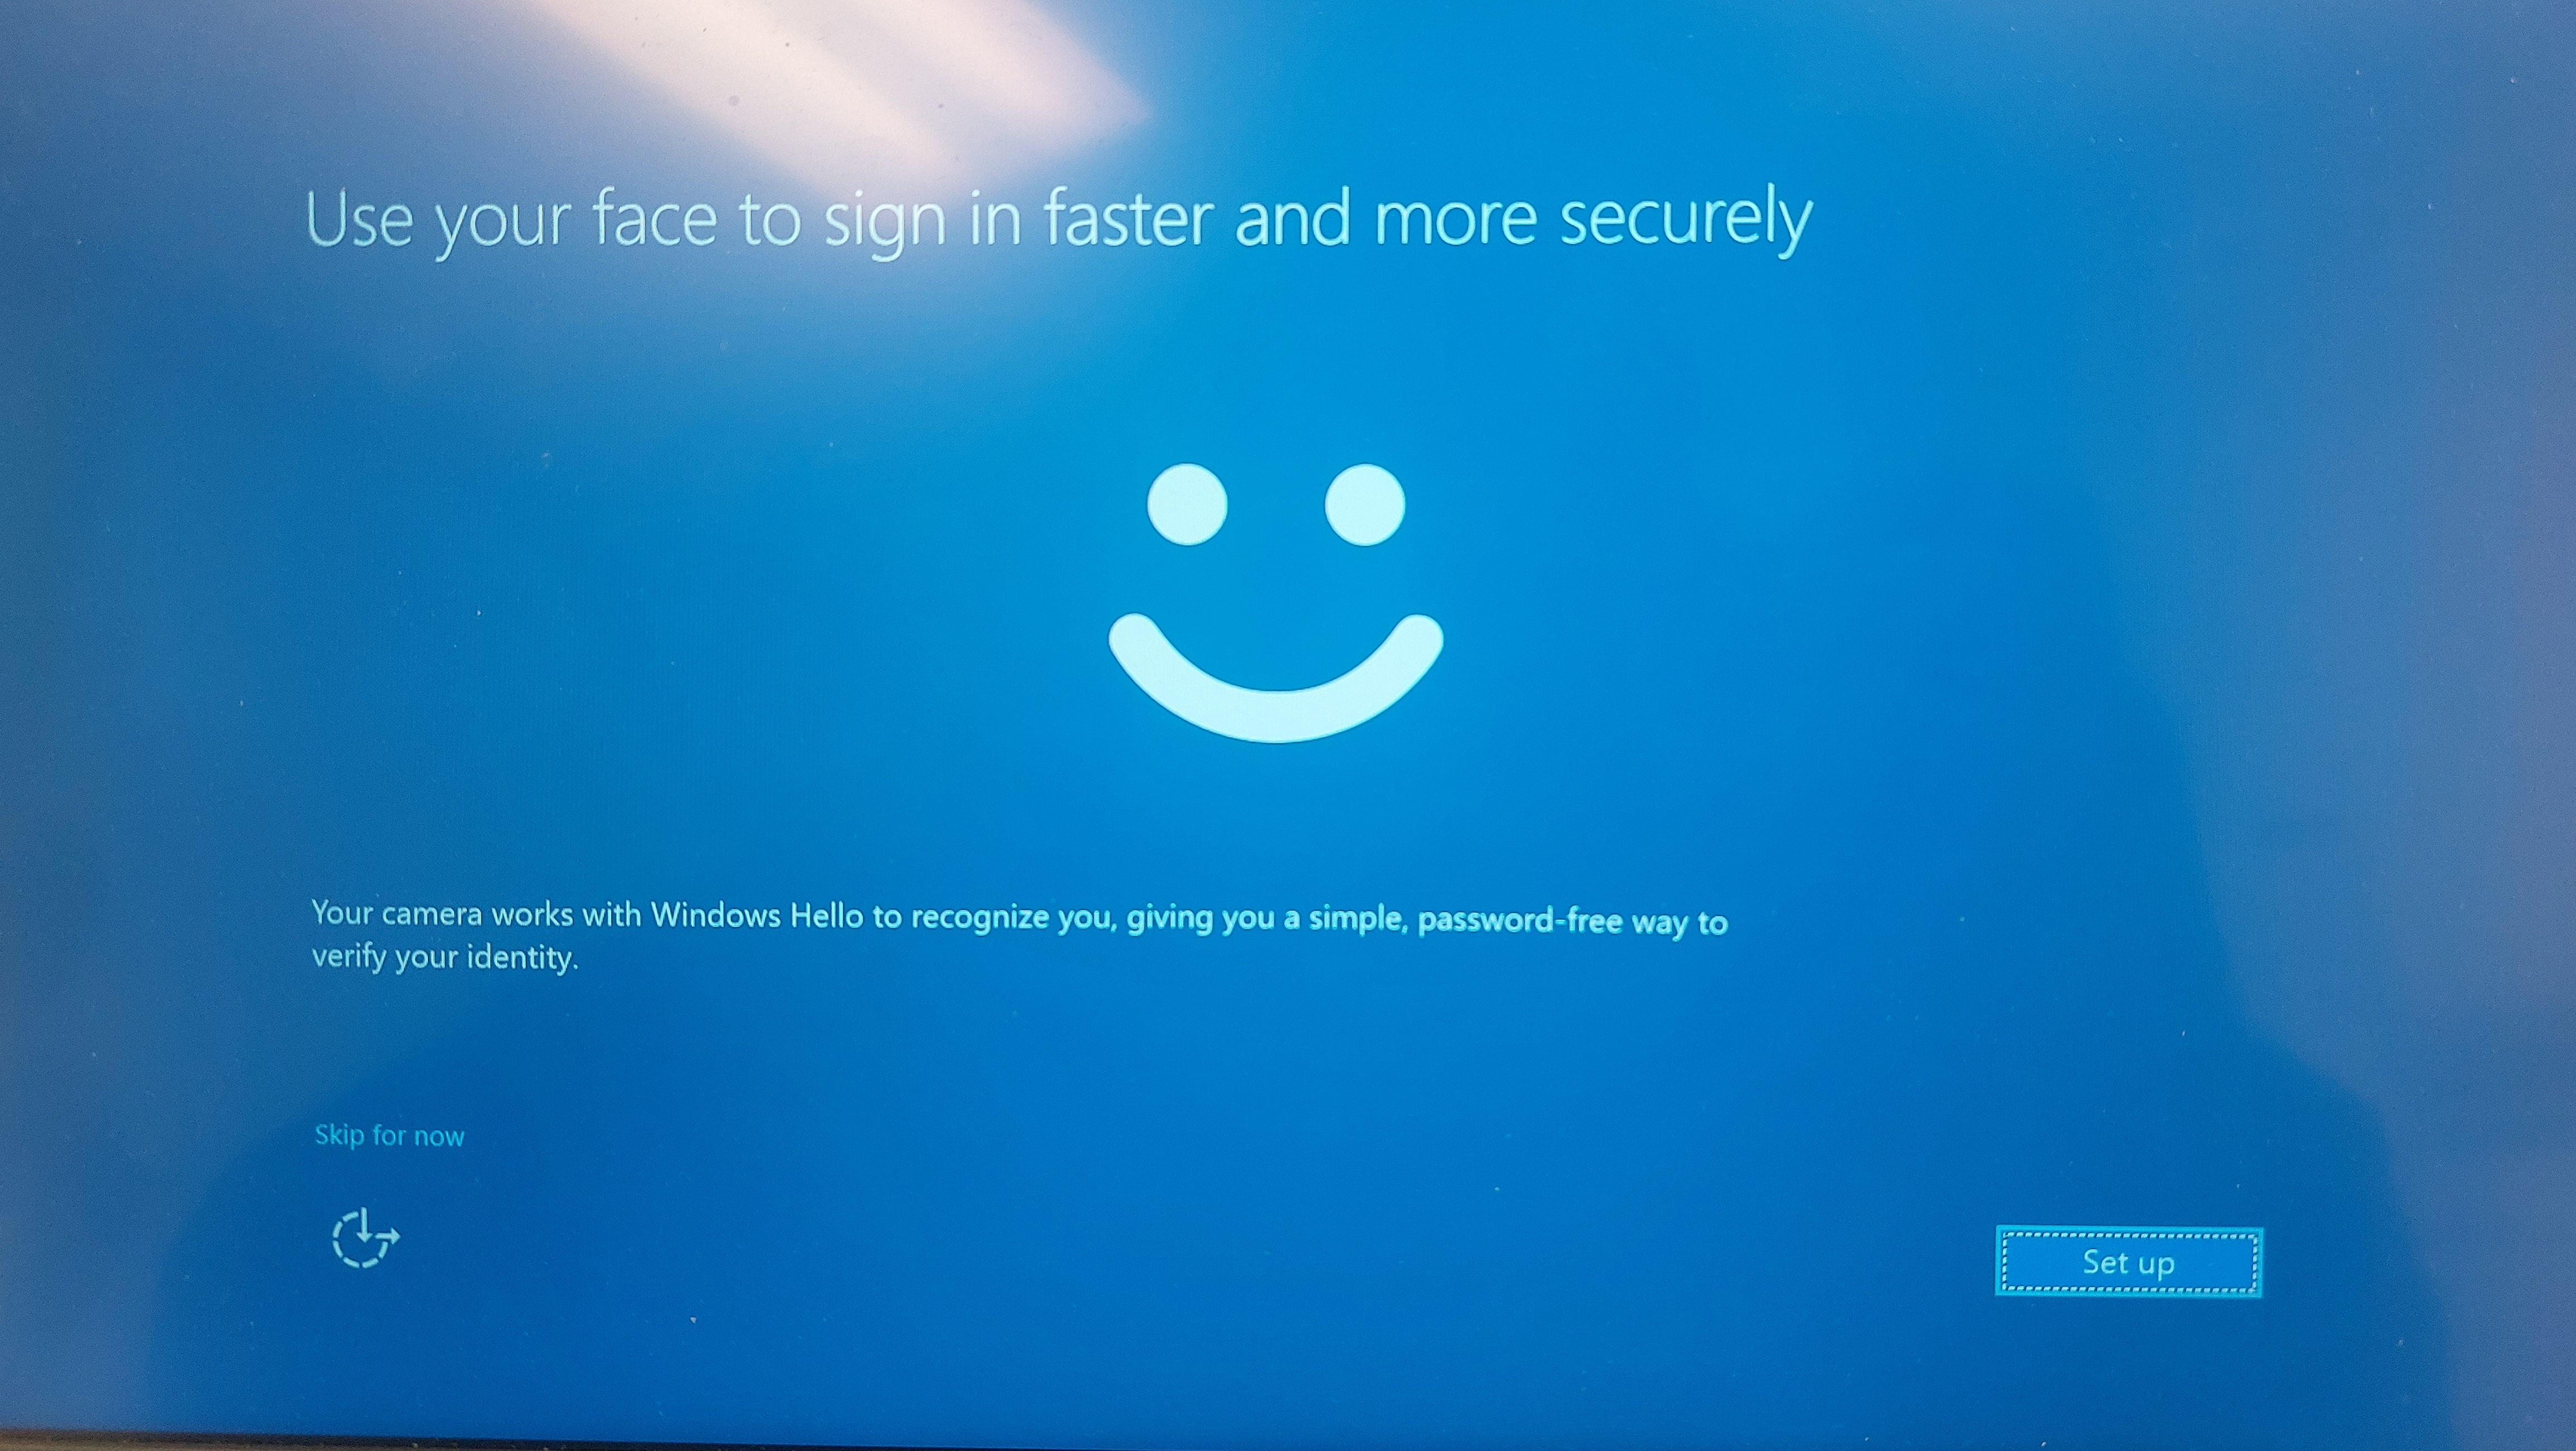 Use your face to sign in faster and more securely
Your camera works with Windows Hello to recognize you, giving you a simple, password-free way to
verify your identity.
Skip for now
Set up